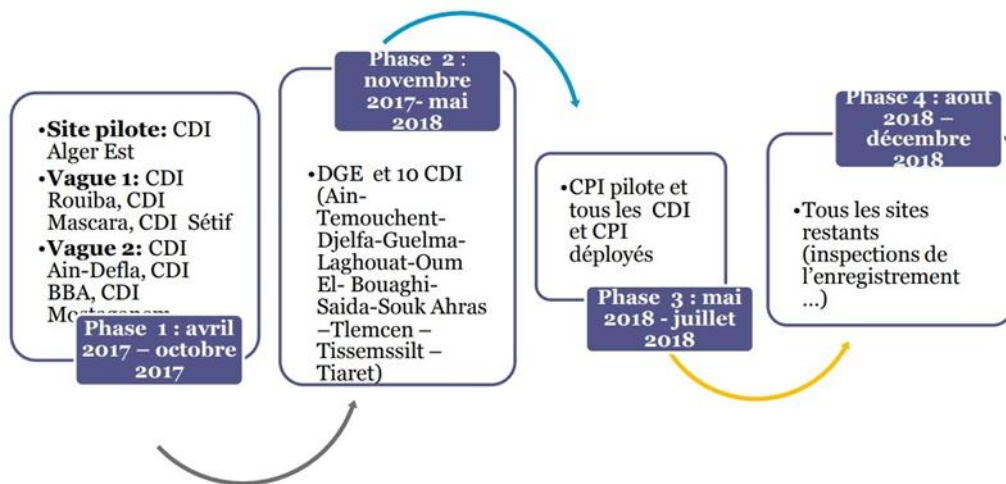 •Site pilote: CDI
Alger Est
•Vague 1: CDI
Rouiba, CDI
Mascara, CDI Sétif
•Vague 2: CDI
Ain-Defla, CDI
BBA, CDI
Phase 1 : avril
2017 – octobre
2017
Phase 2 :
novembre
2017- mai
2018
•DGE et 10 CDI
(Ain-
Temouchent-
Djelfa-Guelma-
Laghouat-Oum
El- Bouaghi-
Saida-Souk Ahras
–Tlemcen –
Tissemssilt –
Tiaret)
•CPI pilote et
tous les CDI
et CPI
déployés
Phase 3 : mai
2018 - juillet
2018
Phase 4 : aout
2018 –
décembre
2018
•Tous les sites
restants
(inspections de
l'enregistrement
...)